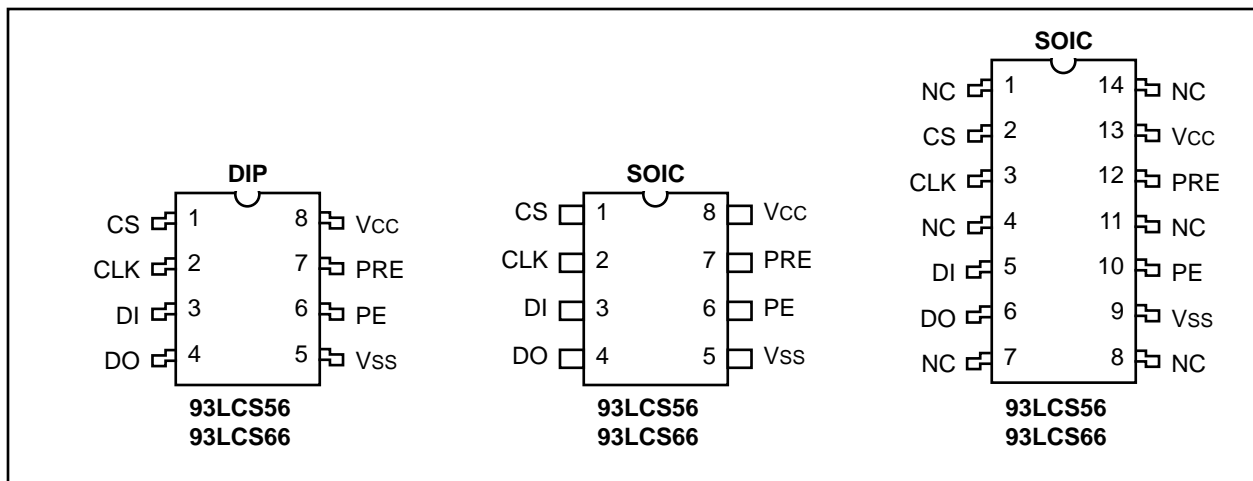 DIP
CS 1 8 VCC
CLK 2 7 PRE
DI 3 6 PE
DO 4 5 VSS
93LCS56
93LCS66
SOIC
CS 1 8 VCC
CLK 2 7 PRE
DI 3 6 PE
DO 4 5 VSS
93LCS56
93LCS66
SOIC
NC 1 14 NC
CS 2 13 VCC
CLK 3 12 PRE
NC 4 11 NC
DI 5 10 PE
DO 6 9 VSS
NC 7 8 NC
93LCS56
93LCS66